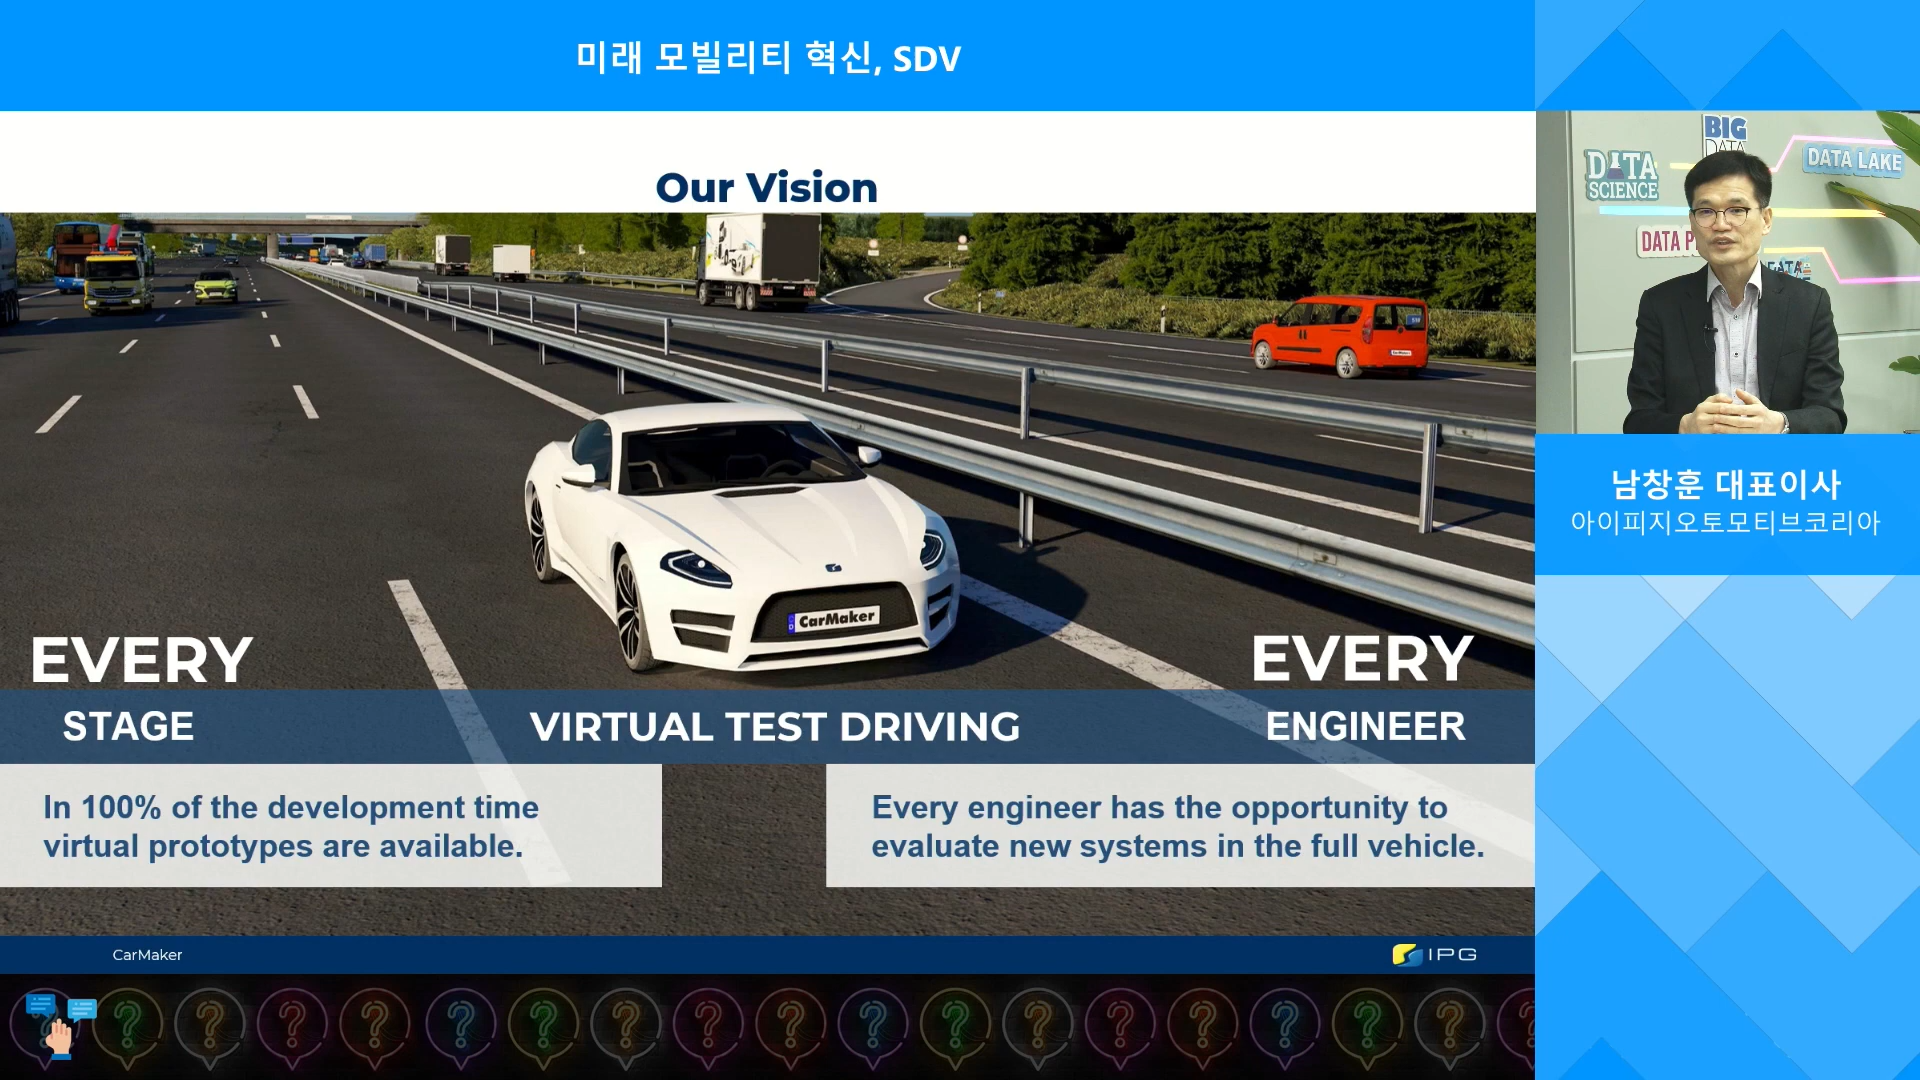 미래 모빌리티 혁신, SDV
Our Vision
CarMaker
EVERY
STAGE
VIRTUAL TEST DRIVING
EVERY
ENGINEER
In 100% of the development time
virtual prototypes are available.
Every engineer has the opportunity to
evaluate new systems in the full vehicle.
CarMaker
IPG
BIG
DATA
DATA
SCIENCE
DATA LAKE
DATA
남창훈 대표이사
아이피지오토모티브코리아